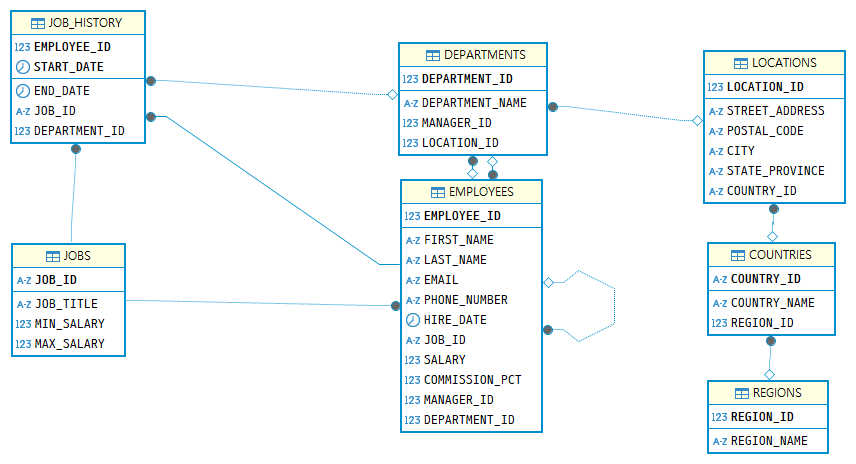 JOB_HISTORY
123 EMPLOYEE_ID
START_DATE
END_DATE
A-Z JOB_ID
123 DEPARTMENT_ID
DEPARTMENTS
123 DEPARTMENT_ID
A-Z DEPARTMENT_NAME
123 MANAGER_ID
123 LOCATION_ID
LOCATIONS
123 LOCATION_ID
A-Z STREET_ADDRESS
A-Z POSTAL_CODE
A-Z CITY
A-Z STATE_PROVINCE
A-Z COUNTRY_ID
JOBS
A-Z JOB_ID
A-Z JOB_TITLE
123 MIN_SALARY
123 MAX_SALARY
EMPLOYEES
123 EMPLOYEE_ID
A-Z FIRST_NAME
A-Z LAST_NAME
A-Z EMAIL
A-Z PHONE_NUMBER
HIRE_DATE
A-Z JOB_ID
123 SALARY
123 COMMISSION_PCT
123 MANAGER_ID
123 DEPARTMENT_ID
COUNTRIES
A-Z COUNTRY_ID
A-Z COUNTRY_NAME
123 REGION_ID
REGIONS
123 REGION_ID
A-Z REGION_NAME